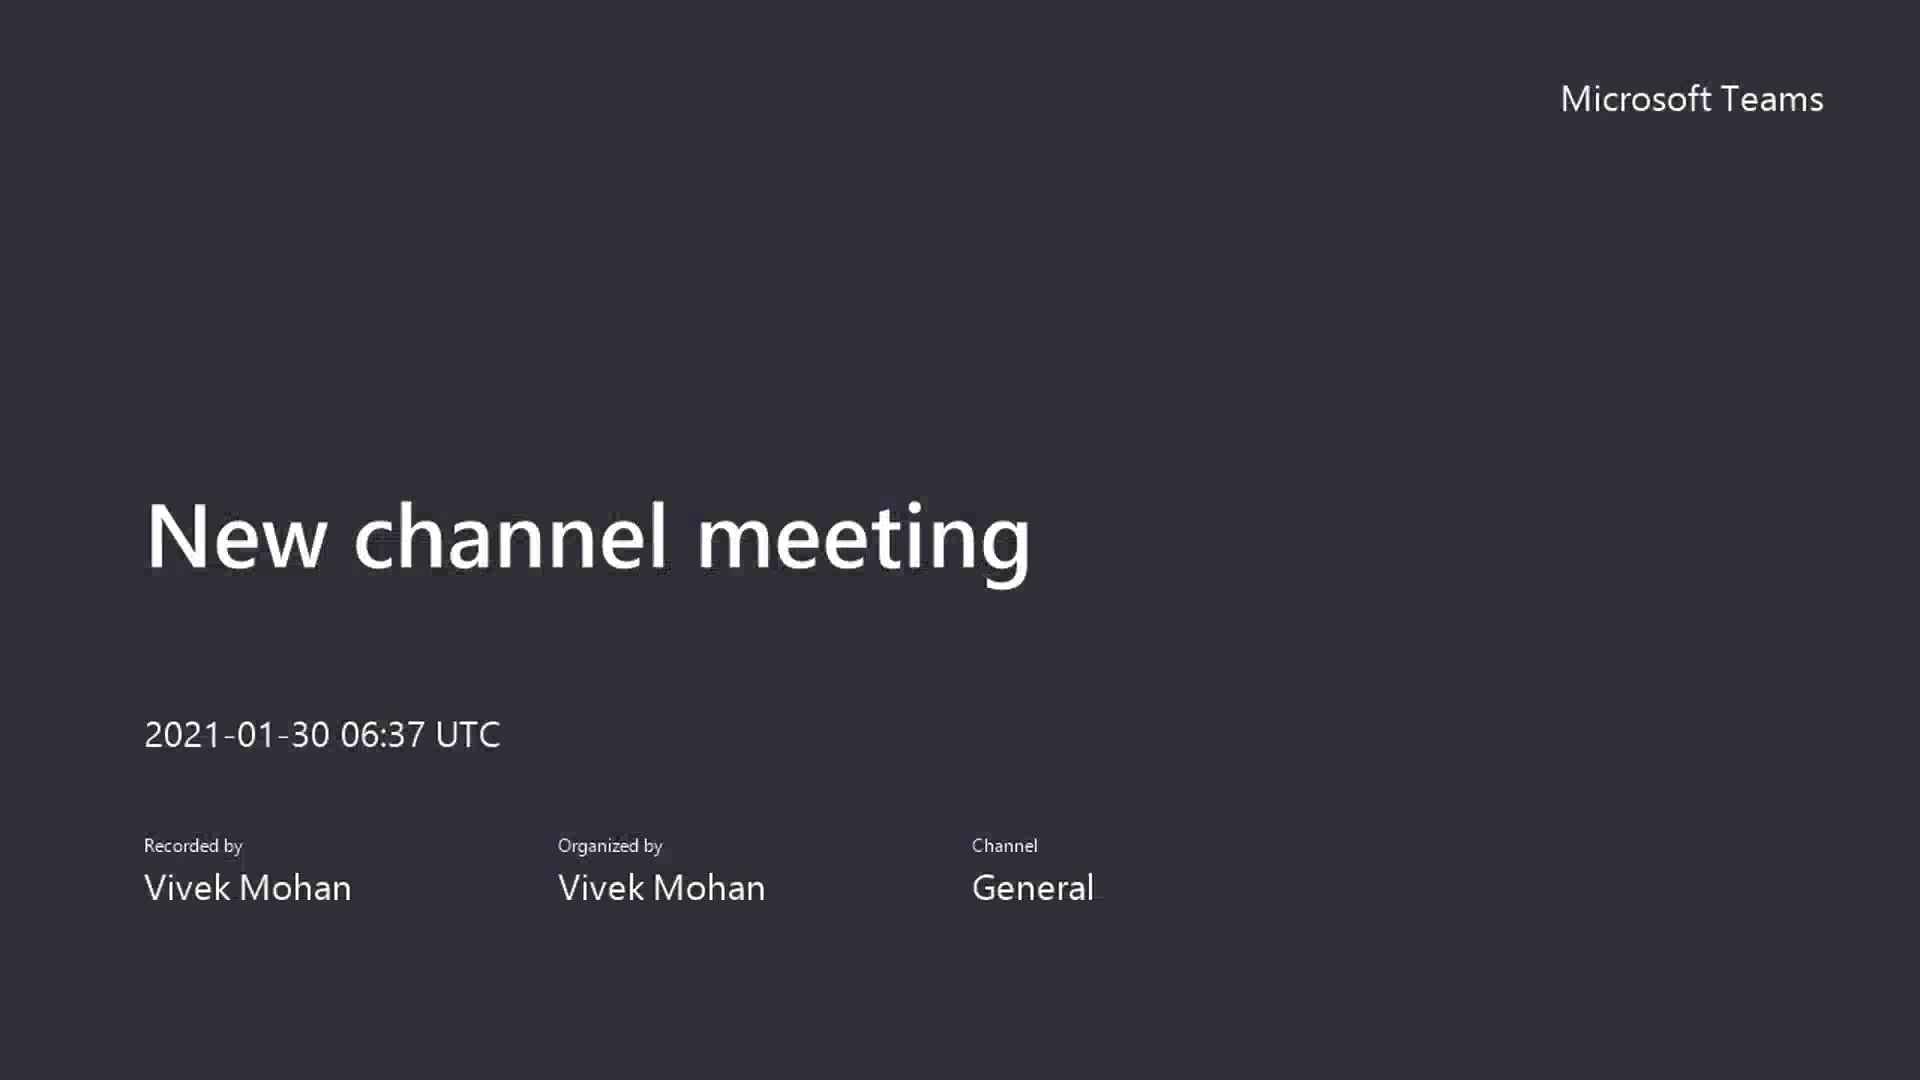 Microsoft Teams
New channel meeting
2021-01-30 06:37 UTC
Recorded by
Vivek Mohan
Organized by
Vivek Mohan
Channel
General